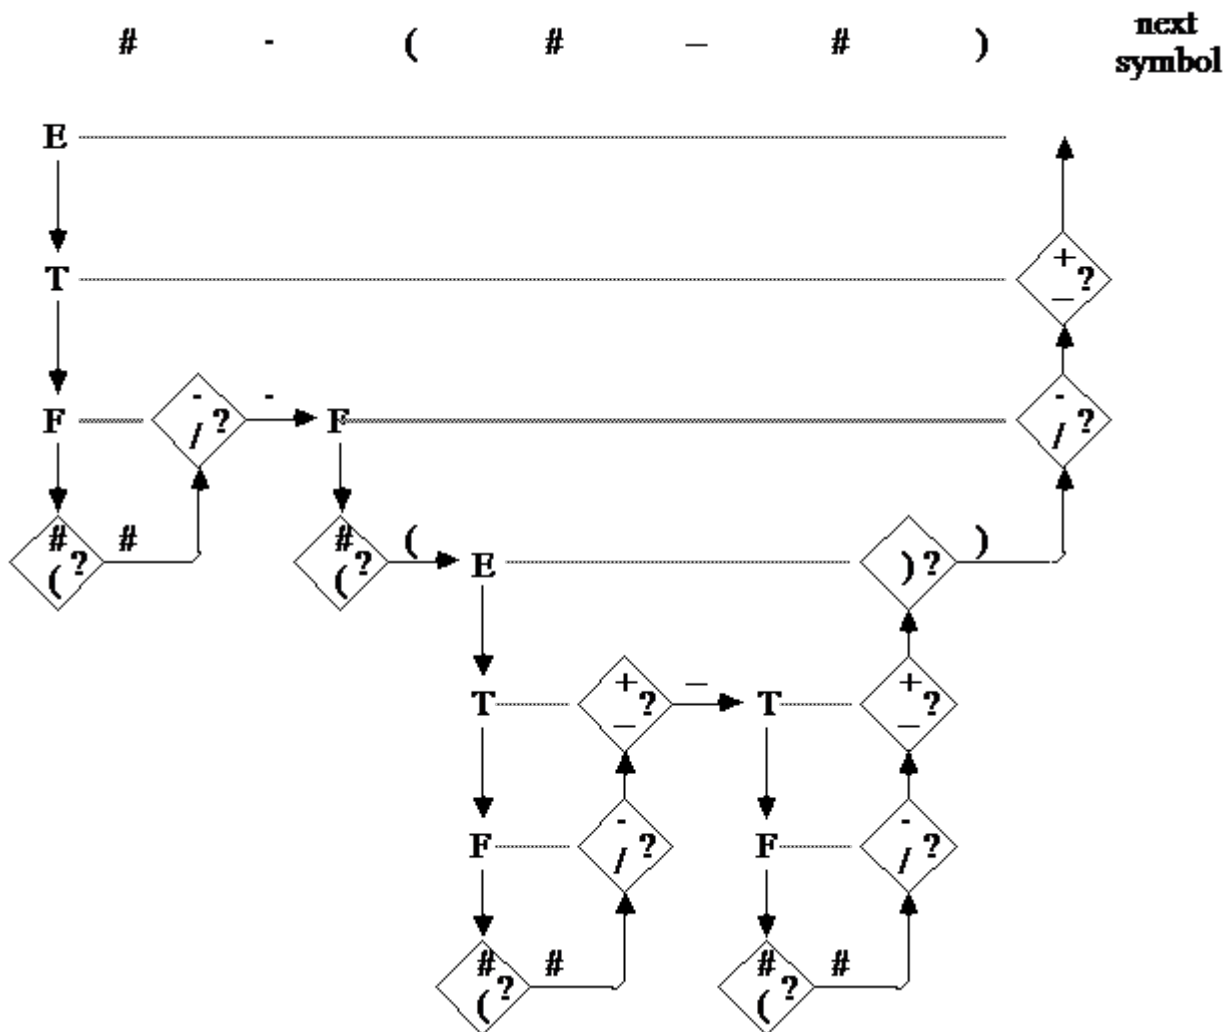 # - ( # – # ) next symbol
E
+ – ?
T
- / ? - F - / ?
F
# ( ? # # ( ? ( E ) ? )
T + – ? – T + – ?
F - / ? F - / ?
# ( ? # # ( ? #